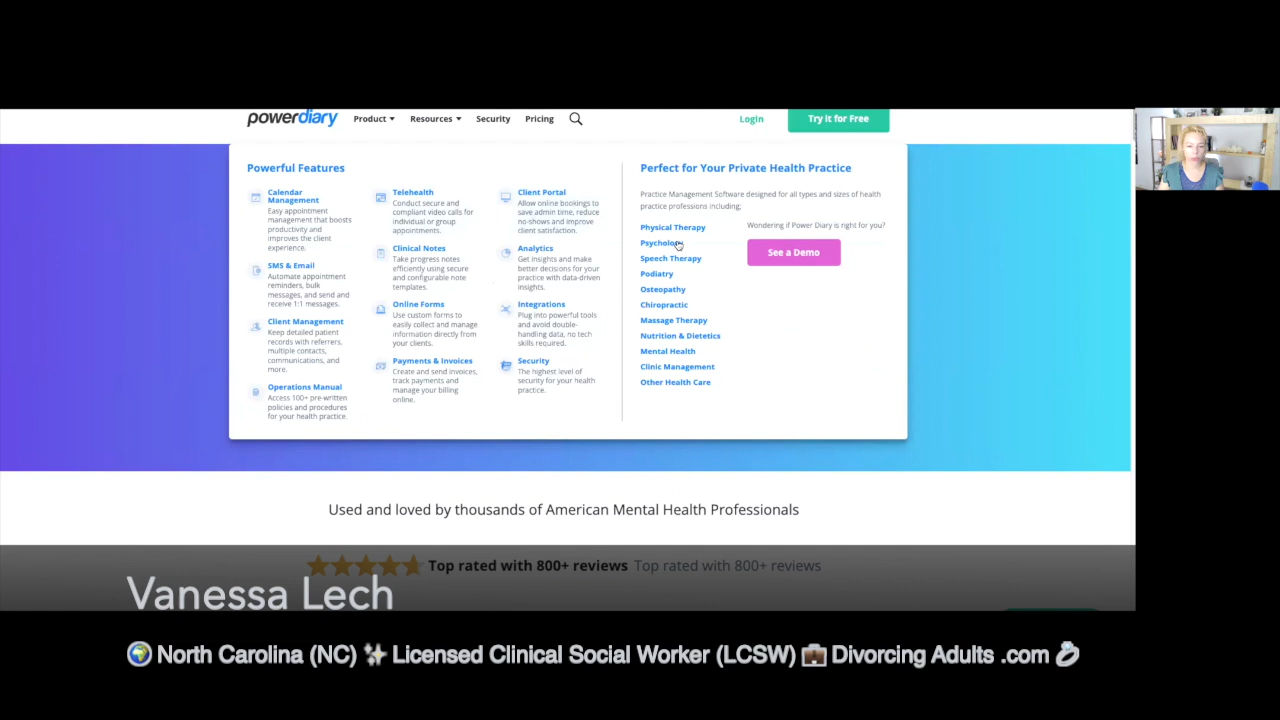 powerdiary Product Resources Security Pricing Login Try it for Free
Powerful Features
Calendar
Management
Easy appointment
management that boosts
productivity and
improves the client
experience.
SMS & Email
Automate appointment
reminders, bulk
messages, and send and
receive 1:1 messages.
Client Management
Keep detailed patient
records with referrers,
multiple contacts,
communications, and
more.
Operations Manual
Access 100+ pre-written
policies and procedures
for your health practice.
Telehealth
Conduct secure and
compliant video calls for
individual or group
appointments.
Clinical Notes
Take progress notes
efficiently using secure
and configurable note
templates.
Online Forms
Use custom forms to
easily collect and manage
information directly from
your clients.
Payments & Invoices
Create and send invoices,
track payments and
manage your billing
online.
Client Portal
Allow online bookings to
save admin time, reduce
no-shows and improve
client satisfaction.
Analytics
Get insights and make
better decisions for your
practice with data-driven
insights.
Integrations
Plug into powerful tools
and avoid double-
handling data, no tech
skills required.
Security
The highest level of
security for your health
practice.
Perfect for Your Private Health Practice
Practice Management Software designed for all types and sizes of health
practice professions including;
Physical Therapy
Psychology
Speech Therapy
Podiatry
Osteopathy
Chiropractic
Massage Therapy
Nutrition & Dietetics
Mental Health
Clinic Management
Other Health Care
Wondering if Power Diary is right for you?
See a Demo
Used and loved by thousands of American Mental Health Professionals
Top rated with 800+ reviews Top rated with 800+ reviews
Vanessa Lech
🌍 North Carolina (NC) ✨ Licensed Clinical Social Worker (LCSW) 💼 Divorcing Adults .com 💍